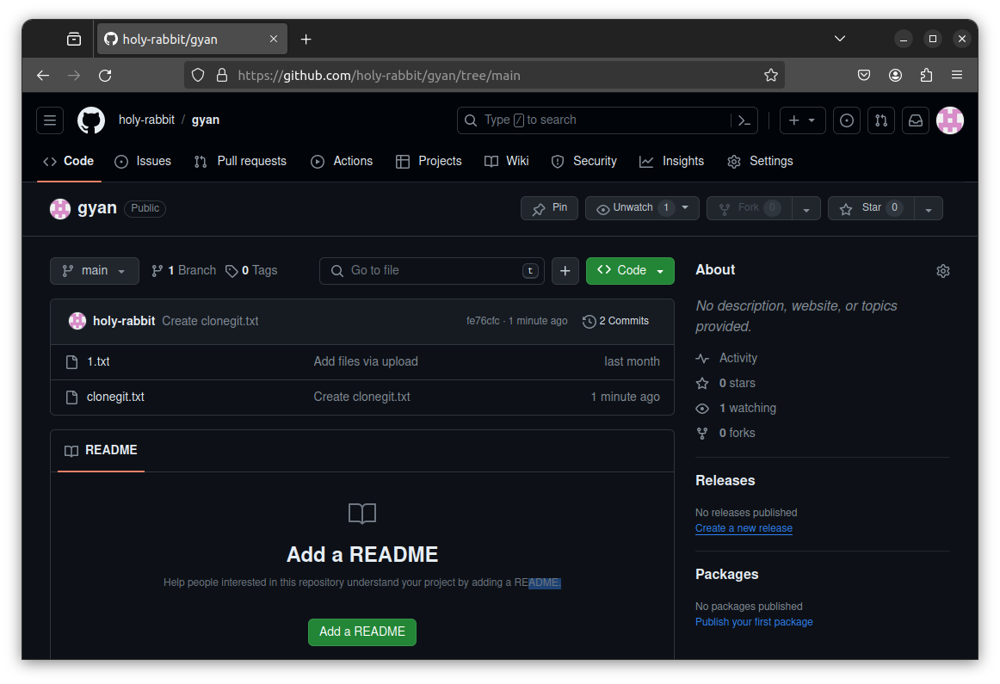 holy-rabbit/gyan
https://github.com/holy-rabbit/gyan/tree/main
holy-rabbit / gyan
Type / to search
Code Issues Pull requests Actions Projects Wiki Security Insights Settings
gyan Public
Pin Unwatch 1 Fork 0 Star 0
main 1 Branch 0 Tags Go to file t Code
holy-rabbit Create clonegit.txt fe76cfc · 1 minute ago 2 Commits
1.txt Add files via upload last month
clonegit.txt Create clonegit.txt 1 minute ago
README
Add a README
Help people interested in this repository understand your project by adding a README.
Add a README
About
No description, website, or topics
provided.
Activity
0 stars
1 watching
0 forks
Releases
No releases published
Create a new release
Packages
No packages published
Publish your first package